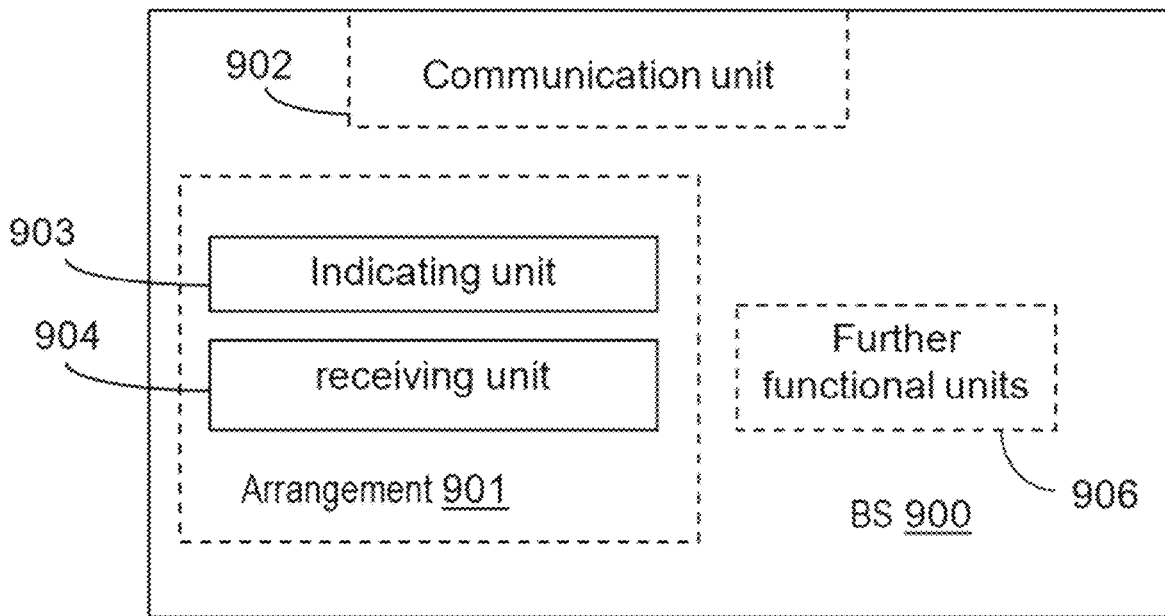 902
Communication unit
903
Indicating unit
904
receiving unit
Further
functional units
Arrangement 901
906
BS 900